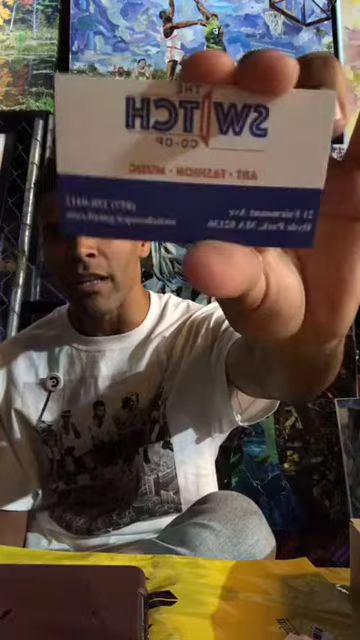 THE
SWITCH
CO-OP
ART • FASHION • MUSIC
21 Fairmount Ave
Hyde Park, MA 02136